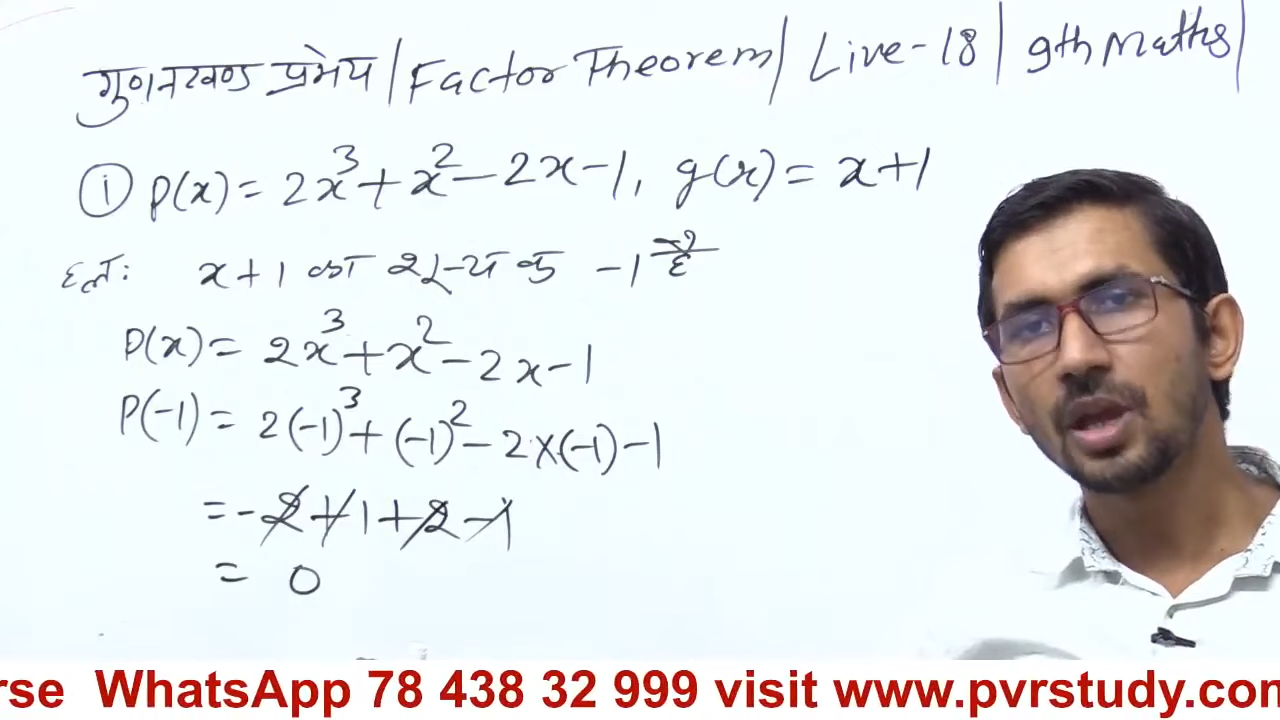 गुणनखण्ड प्रमेय | Factor Theorem | Live-18 | 9th Maths |
① P(x) = 2x³ + x² - 2x - 1, g(x) = x + 1
हल: x + 1 का शून्यक -1 है
P(x) = 2x³ + x² - 2x - 1
P(-1) = 2(-1)³ + (-1)² - 2×(-1) - 1
= -2 + 1 + 2 - 1
= 0
rse WhatsApp 78 438 32 999 visit www.pvrstudy.com